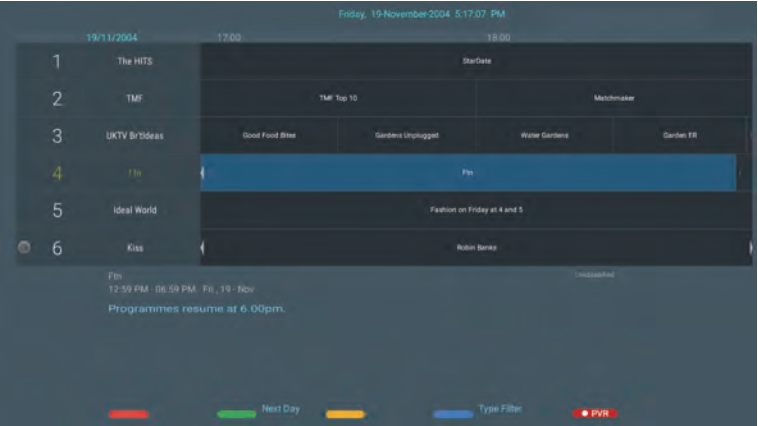 Friday, 19-November-2004 5:17:07 PM
19/11/2004 17:00 18:00
1 The HITS StarDate
2 TMF TMF Top 10 Matchmaker
3 UKTV BrtIdeas Good Food Bites Gardens Unplugged Water Gardens Garden ER
4 Ftn Ftn
5 Ideal World Fashion on Friday at 4 and 5
6 Kiss Robin Banks
Ftn Unclassified
12:59 PM - 06:59 PM Fri, 19 - Nov
Programmes resume at 6.00pm.
Next Day Type Filter PVR